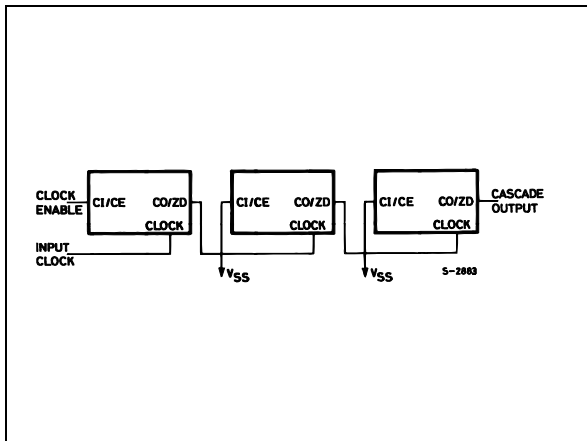 CLOCK
ENABLE
CI/CE CO/ZD
CLOCK
CI/CE CO/ZD
CLOCK
CI/CE CO/ZD
CLOCK
CASCADE
OUTPUT
INPUT
CLOCK
VSS
VSS
S-2883